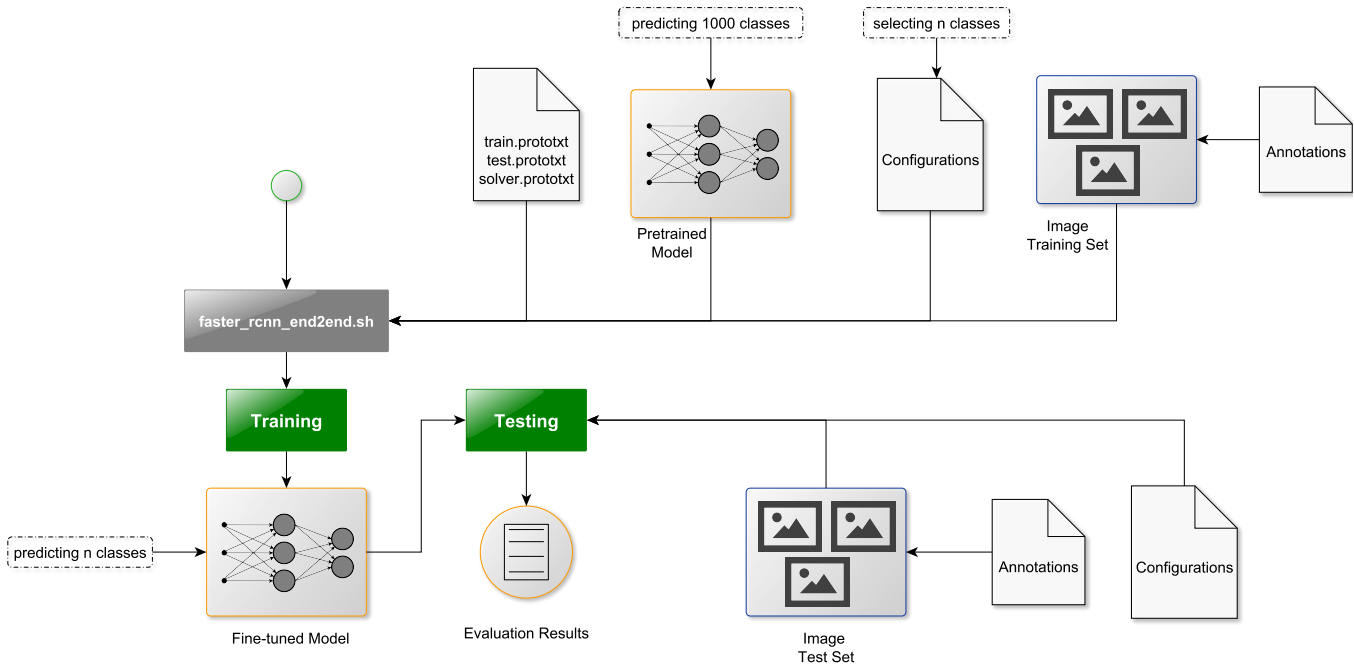 predicting 1000 classes
selecting n classes
train.prototxt
test.prototxt
solver.prototxt
Configurations
Annotations
Pretrained
Model
Image
Training Set
faster_rcnn_end2end.sh
Training
Testing
predicting n classes
Annotations
Configurations
Fine-tuned Model
Evaluation Results
Image
Test Set